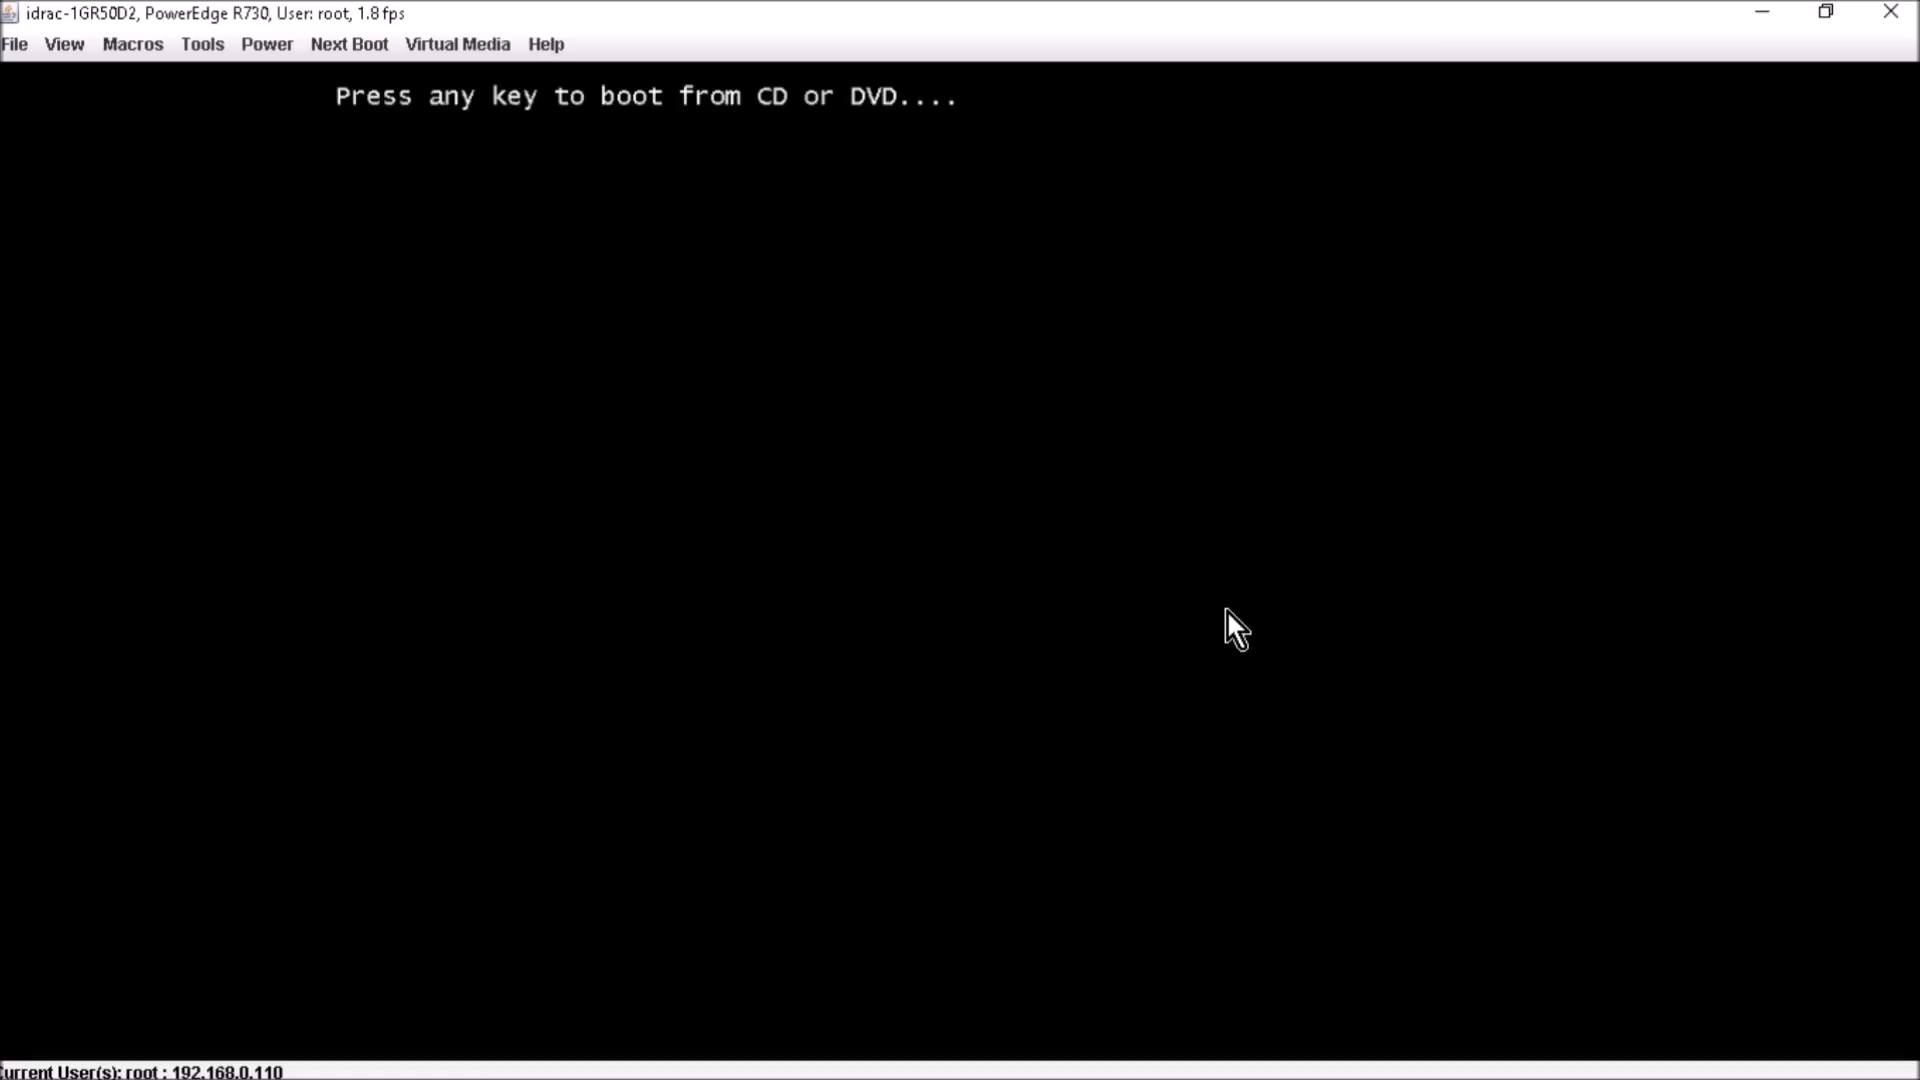 idrac-1GR50D2, PowerEdge R730, User: root, 1.8 fps
File View Macros Tools Power Next Boot Virtual Media Help
Press any key to boot from CD or DVD....
urrent User(s): root : 192.168.0.110